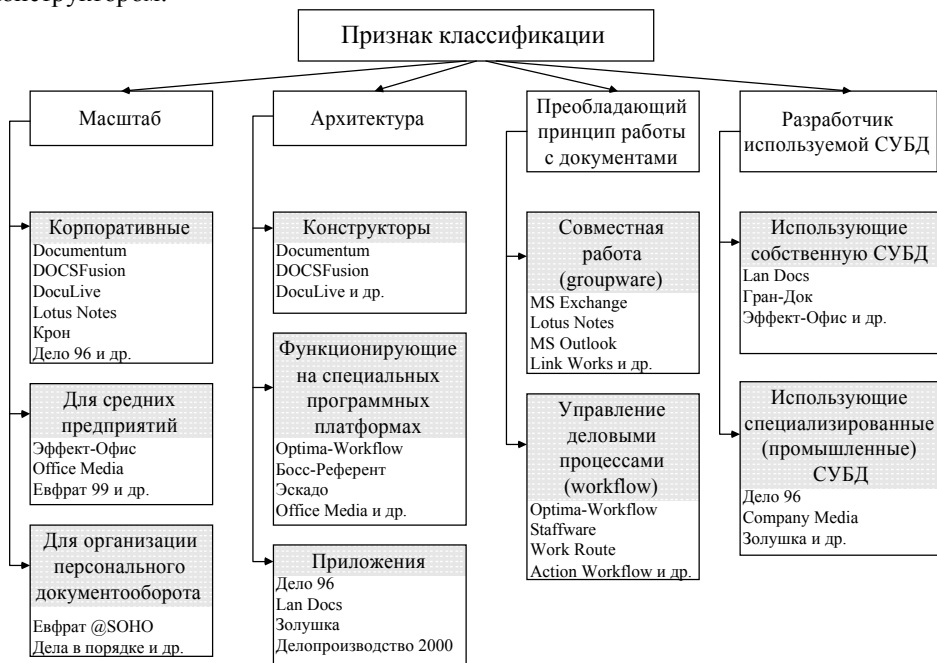 конструктором.
Признак классификации
Масштаб
Корпоративные
Documentum
DOCSFusion
DocuLive
Lotus Notes
Крон
Дело 96 и др.
Для средних
предприятий
Эффект-Офис
Office Media
Евфрат 99 и др.
Для организации
персонального
документооборота
Евфрат @SOHO
Дела в порядке и др.
Архитектура
Конструкторы
Documentum
DOCSFusion
DocuLive и др.
Функционирующие
на специальных
программных
платформах
Optima-Workflow
Босс-Референт
Эскадо
Office Media и др.
Приложения
Дело 96
Lan Docs
Золушка
Делопроизводство 2000
Преобладающий
принцип работы
с документами
Совместная
работа
(groupware)
MS Exchange
Lotus Notes
MS Outlook
Link Works и др.
Управление
деловыми
процессами
(workflow)
Optima-Workflow
Staffware
Work Route
Action Workflow и др.
Разработчик
используемой СУБД
Использующие
собственную СУБД
Lan Docs
Гран-Док
Эффект-Офис и др.
Использующие
специализированные
(промышленные)
СУБД
Дело 96
Company Media
Золушка и др.